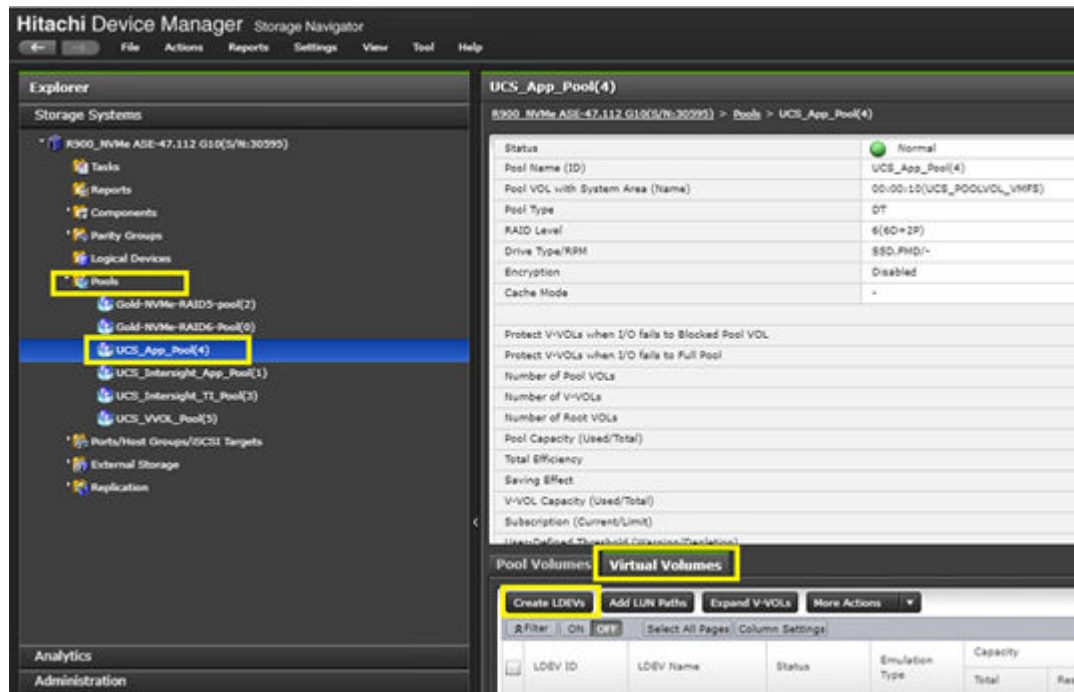 Hitachi Device Manager Storage Navigator
File Actions Reports Settings View Tool Help
Explorer
Storage Systems
R900_NVMe ASE-47.112 G10(S/N:30595)
Tasks
Reports
Components
Parity Groups
Logical Devices
Pools
Gold-NVMe-RAID5-pool(2)
Gold-NVMe-RAID6-Pool(0)
UCS_App_Pool(4)
UCS_Intersight_App_Pool(1)
UCS_Intersight_TI_Pool(3)
UCS_VVOL_Pool(5)
Ports/Host Groups/iSCSI Targets
External Storage
Replication
Analytics
Administration
UCS_App_Pool(4)
R900_NVMe ASE-47.112 G10(S/N:30595) > Pools > UCS_App_Pool(4)
Status Normal
Pool Name (ID) UCS_App_Pool(4)
Pool VOL with System Area (Name) 00:00:10(UCS_POOLVOL_VMFS)
Pool Type DT
RAID Level 6(6D+2P)
Drive Type/RPM SSD.FMD/-
Encryption Disabled
Cache Mode -
Protect V-VOLs when I/O fails to Blocked Pool VOL
Protect V-VOLs when I/O fails to Full Pool
Number of Pool VOLs
Number of V-VOLs
Number of Root VOLs
Pool Capacity (Used/Total)
Total Efficiency
Saving Effect
V-VOL Capacity (Used/Total)
Subscription (Current/Limit)
User-Defined Threshold (Warning/Depletion)
Pool Volumes Virtual Volumes
Create LDEVs Add LUN Paths Expand V-VOLs More Actions
Filter ON OFF Select All Pages Column Settings
LDEV ID LDEV Name Status Emulation Type Capacity
Total